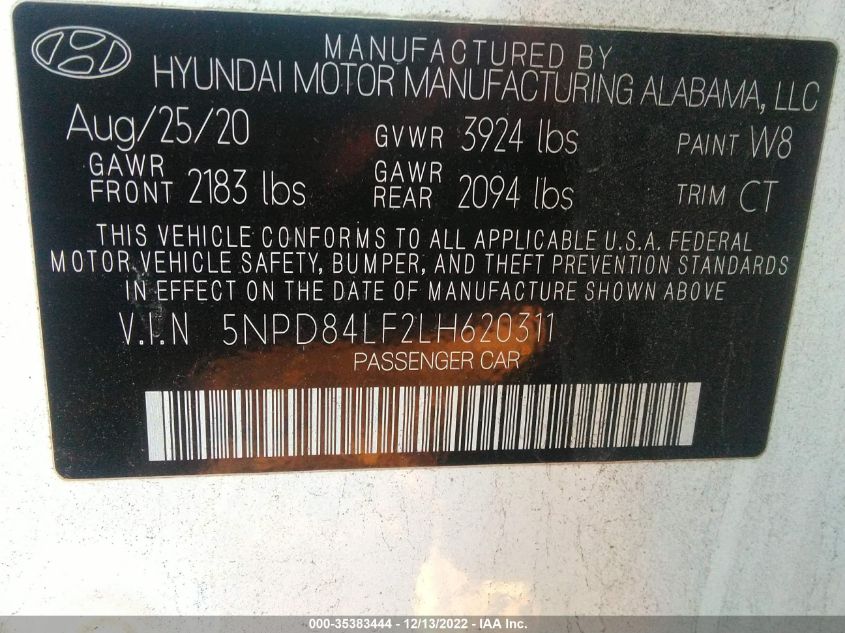 MANUFACTURED BY
HYUNDAI MOTOR MANUFACTURING ALABAMA, LLC
Aug/25/20 GVWR 3924 lbs PAINT W8
GAWR FRONT 2183 lbs GAWR REAR 2094 lbs TRIM CT
THIS VEHICLE CONFORMS TO ALL APPLICABLE U.S.A. FEDERAL
MOTOR VEHICLE SAFETY, BUMPER, AND THEFT PREVENTION STANDARDS
IN EFFECT ON THE DATE OF MANUFACTURE SHOWN ABOVE
V.I.N 5NPD84LF2LH620311
PASSENGER CAR
000-35383444 - 12/13/2022 - IAA Inc.